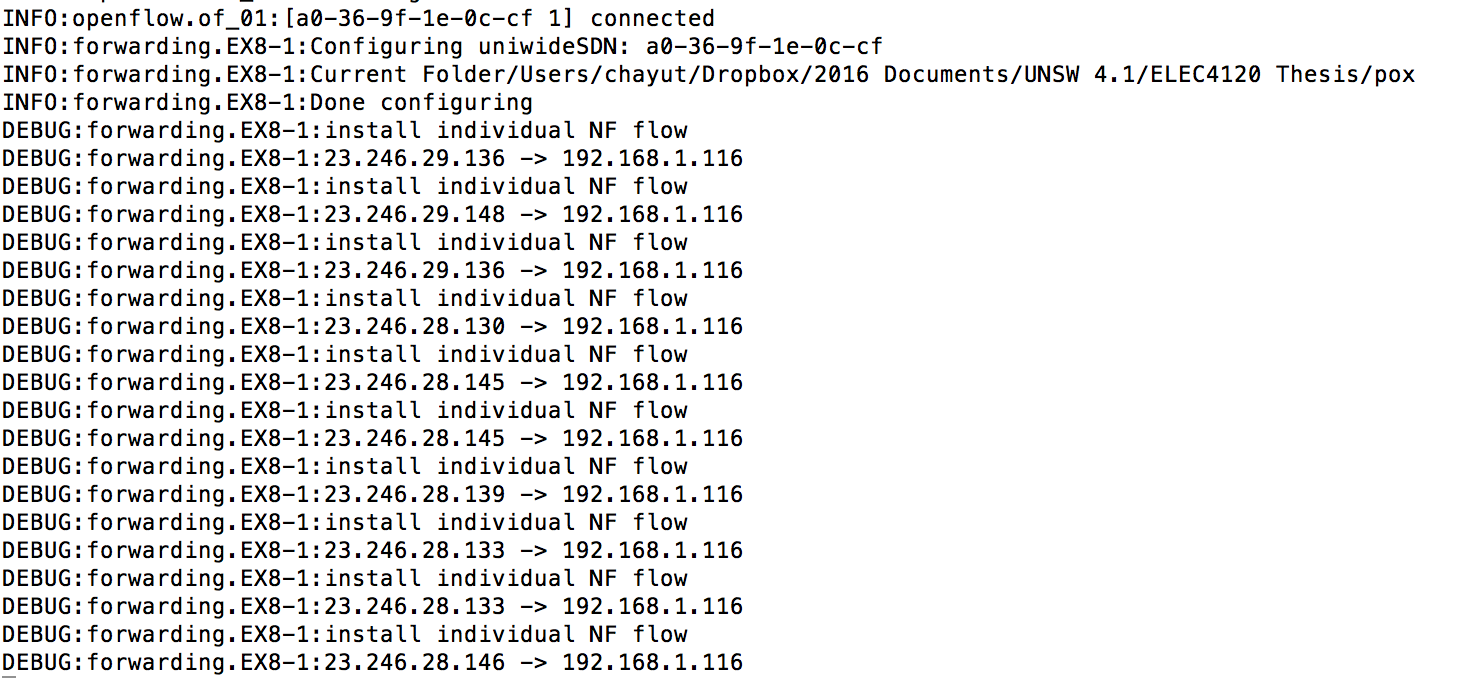 INFO:openflow.of_01:[a0-36-9f-1e-0c-cf 1] connected
INFO:forwarding.EX8-1:Configuring uniwideSDN: a0-36-9f-1e-0c-cf
INFO:forwarding.EX8-1:Current Folder/Users/chayut/Dropbox/2016 Documents/UNSW 4.1/ELEC4120 Thesis/pox
INFO:forwarding.EX8-1:Done configuring
DEBUG:forwarding.EX8-1:install individual NF flow
DEBUG:forwarding.EX8-1:23.246.29.136 -> 192.168.1.116
DEBUG:forwarding.EX8-1:install individual NF flow
DEBUG:forwarding.EX8-1:23.246.29.148 -> 192.168.1.116
DEBUG:forwarding.EX8-1:install individual NF flow
DEBUG:forwarding.EX8-1:23.246.29.136 -> 192.168.1.116
DEBUG:forwarding.EX8-1:install individual NF flow
DEBUG:forwarding.EX8-1:23.246.28.130 -> 192.168.1.116
DEBUG:forwarding.EX8-1:install individual NF flow
DEBUG:forwarding.EX8-1:23.246.28.145 -> 192.168.1.116
DEBUG:forwarding.EX8-1:install individual NF flow
DEBUG:forwarding.EX8-1:23.246.28.145 -> 192.168.1.116
DEBUG:forwarding.EX8-1:install individual NF flow
DEBUG:forwarding.EX8-1:23.246.28.139 -> 192.168.1.116
DEBUG:forwarding.EX8-1:install individual NF flow
DEBUG:forwarding.EX8-1:23.246.28.133 -> 192.168.1.116
DEBUG:forwarding.EX8-1:install individual NF flow
DEBUG:forwarding.EX8-1:23.246.28.133 -> 192.168.1.116
DEBUG:forwarding.EX8-1:install individual NF flow
DEBUG:forwarding.EX8-1:23.246.28.146 -> 192.168.1.116